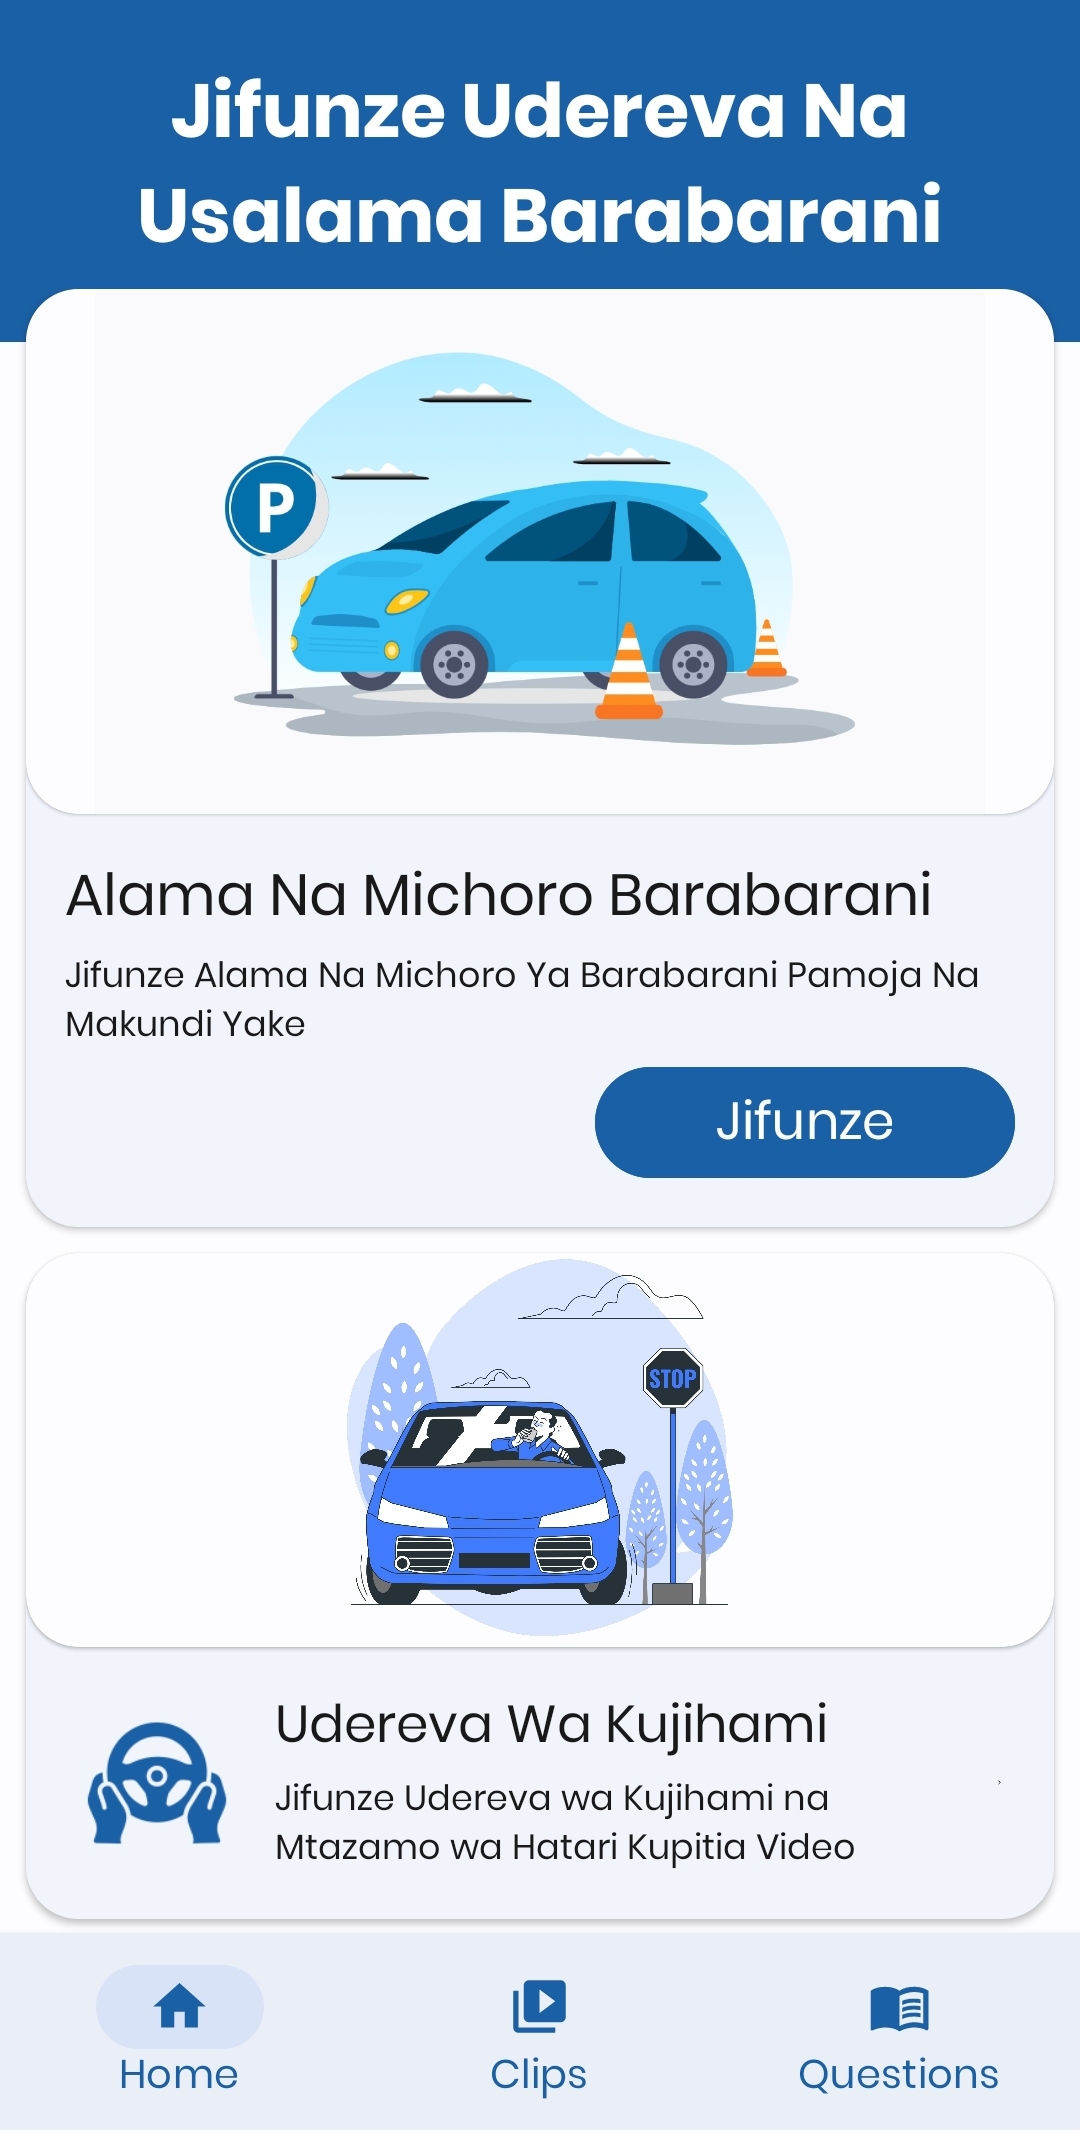 Jifunze Udereva Na
Usalama Barabarani
P
Alama Na Michoro Barabarani
Jifunze Alama Na Michoro Ya Barabarani Pamoja Na
Makundi Yake
Jifunze
STOP
Udereva Wa Kujihami
Jifunze Udereva wa Kujihami na
Mtazamo wa Hatari Kupitia Video
Home
Clips
Questions